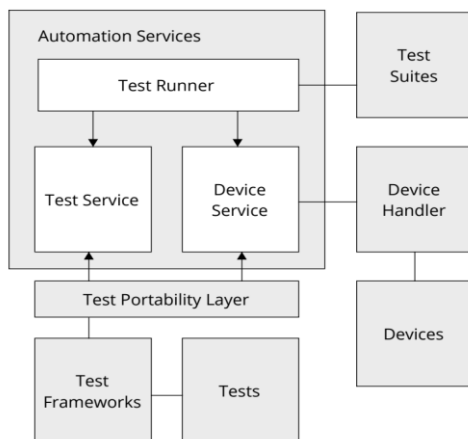 Automation Services
Test Runner
Test
Suites
Test Service
Device
Service
Device
Handler
Test Portability Layer
Devices
Test
Frameworks
Tests